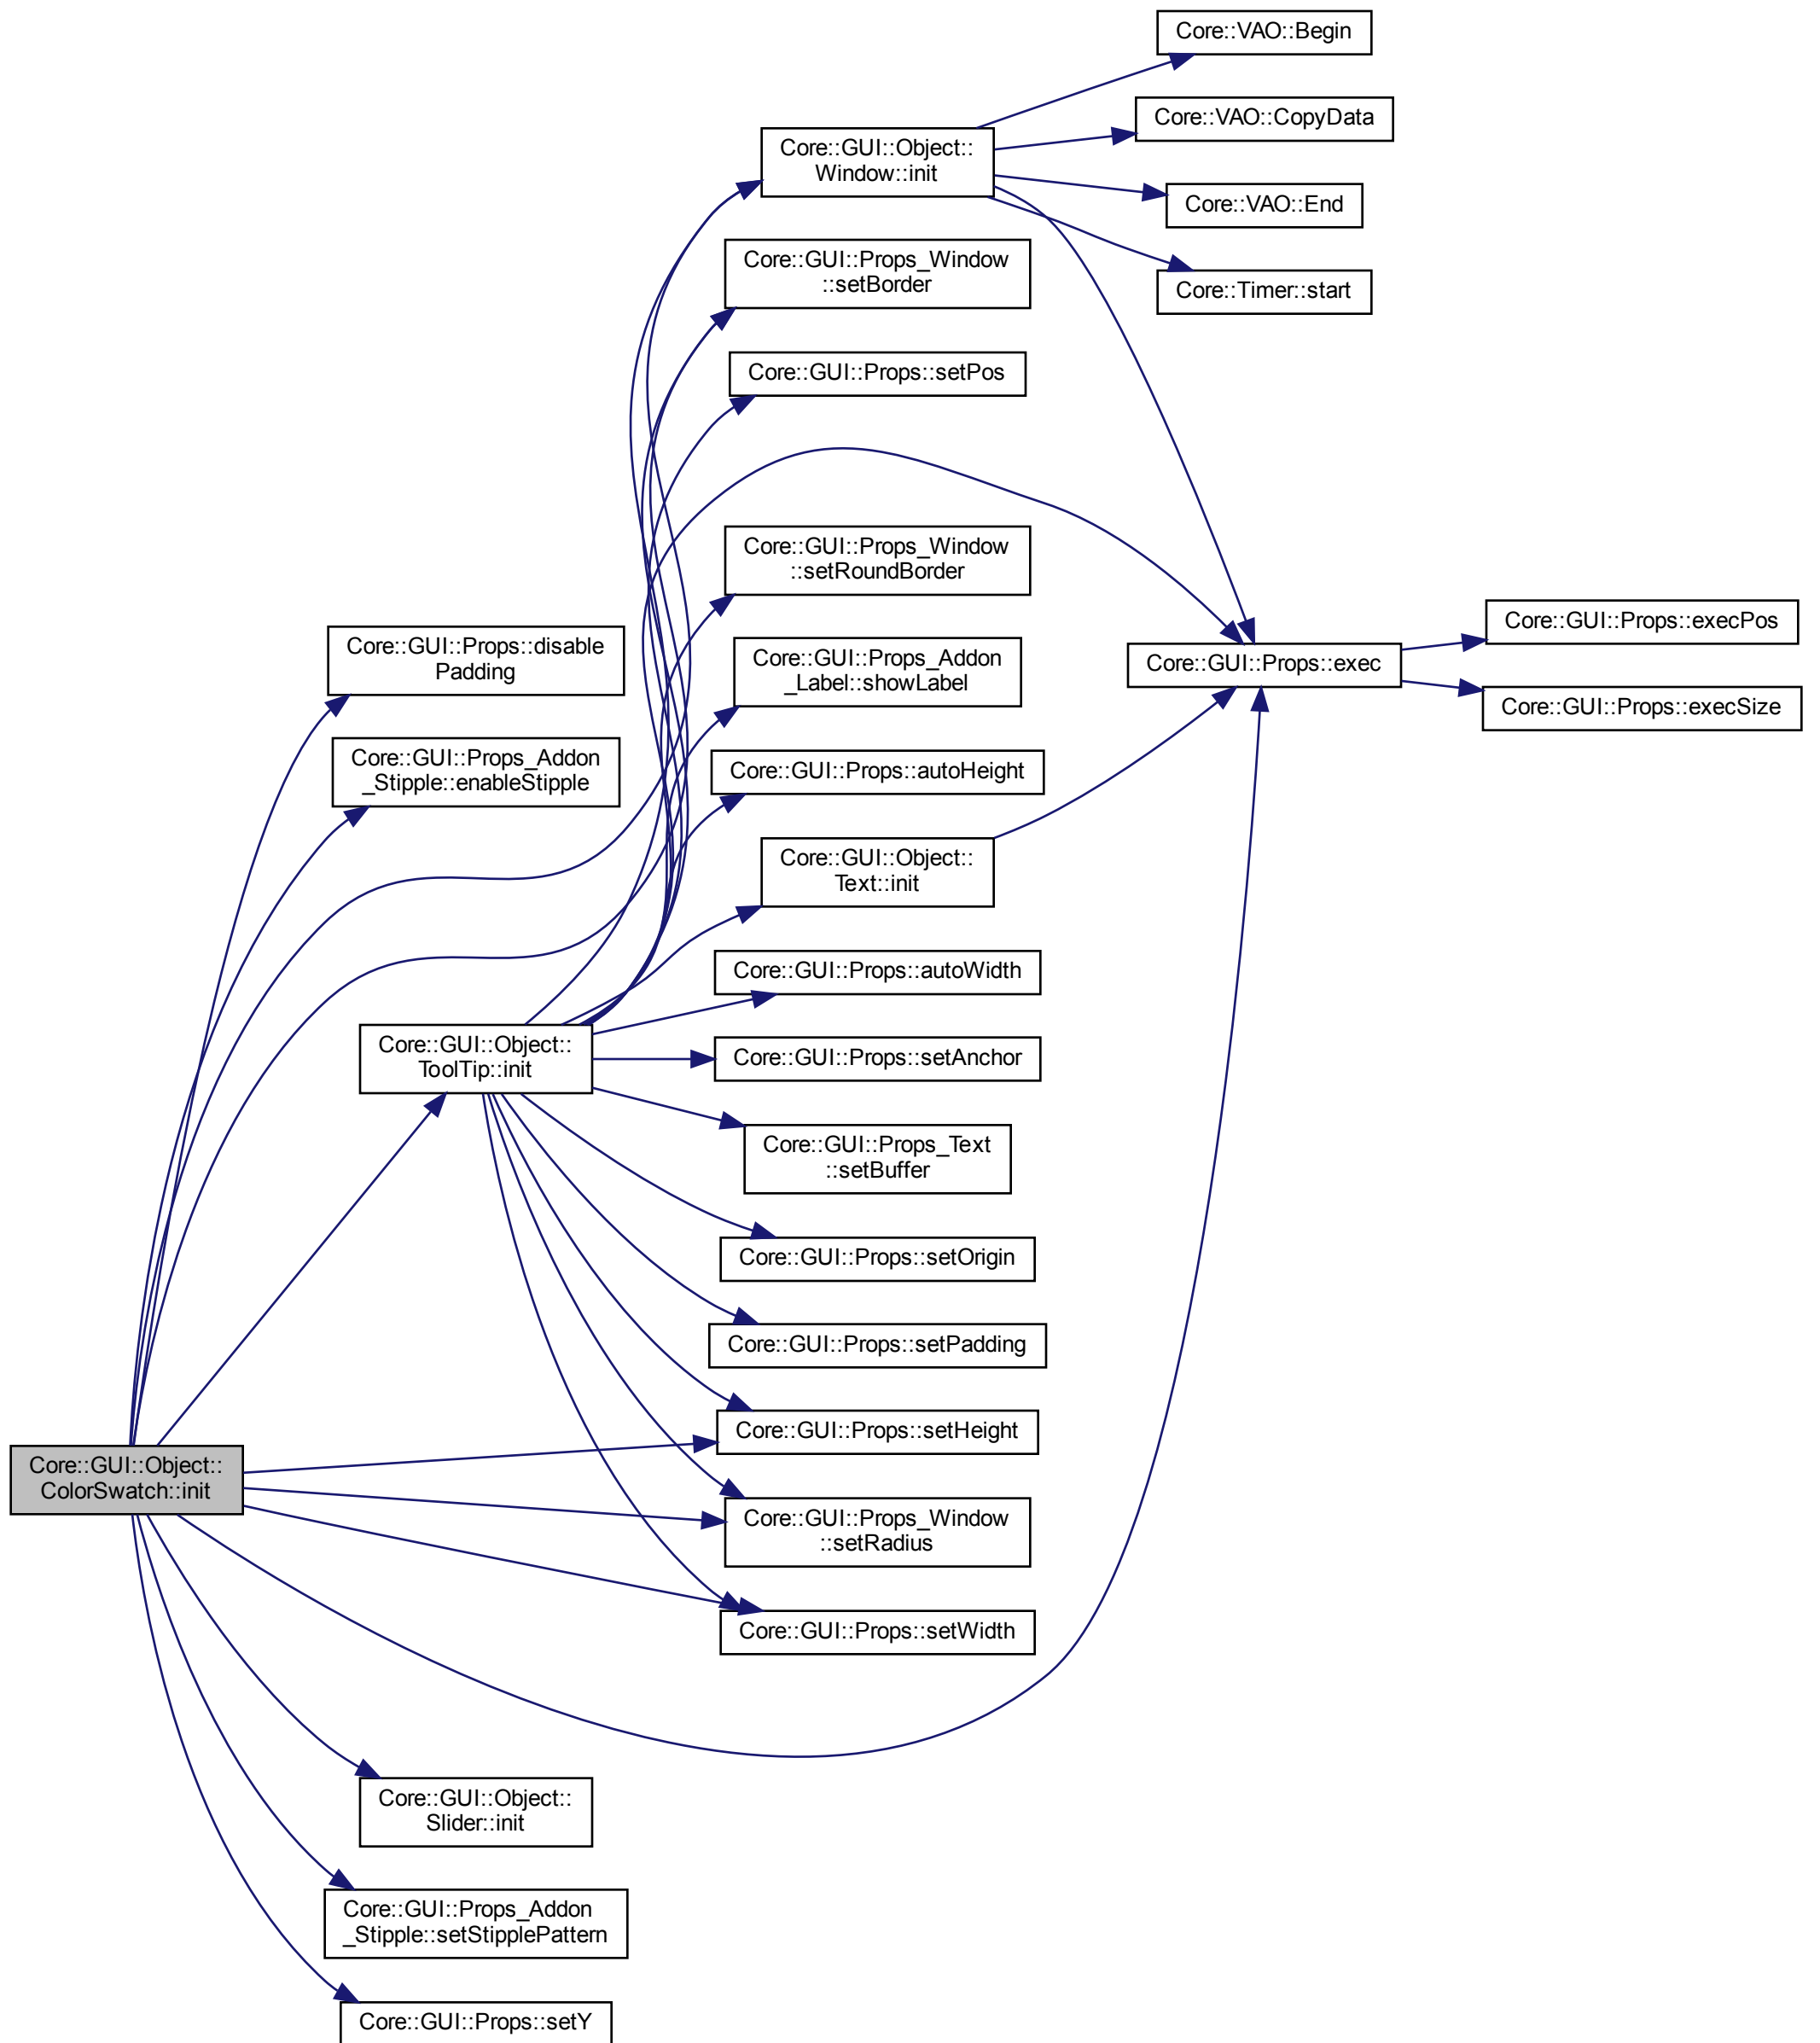 Core::VAO::Begin
Core::VAO::CopyData
Core::GUI::Object::
Window::init
Core::VAO::End
Core::GUI::Props_Window
::setBorder
Core::Timer::start
Core::GUI::Props::setPos
Core::GUI::Props_Window
::setRoundBorder
Core::GUI::Props::disable
Padding
Core::GUI::Props_Addon
_Label::showLabel
Core::GUI::Props::exec
Core::GUI::Props::execPos
Core::GUI::Props::execSize
Core::GUI::Props_Addon
_Stipple::enableStipple
Core::GUI::Props::autoHeight
Core::GUI::Object::
Text::init
Core::GUI::Props::autoWidth
Core::GUI::Object::
ToolTip::init
Core::GUI::Props::setAnchor
Core::GUI::Props_Text
::setBuffer
Core::GUI::Props::setOrigin
Core::GUI::Props::setPadding
Core::GUI::Props::setHeight
Core::GUI::Object::
ColorSwatch::init
Core::GUI::Props_Window
::setRadius
Core::GUI::Props::setWidth
Core::GUI::Object::
Slider::init
Core::GUI::Props_Addon
_Stipple::setStipplePattern
Core::GUI::Props::setY